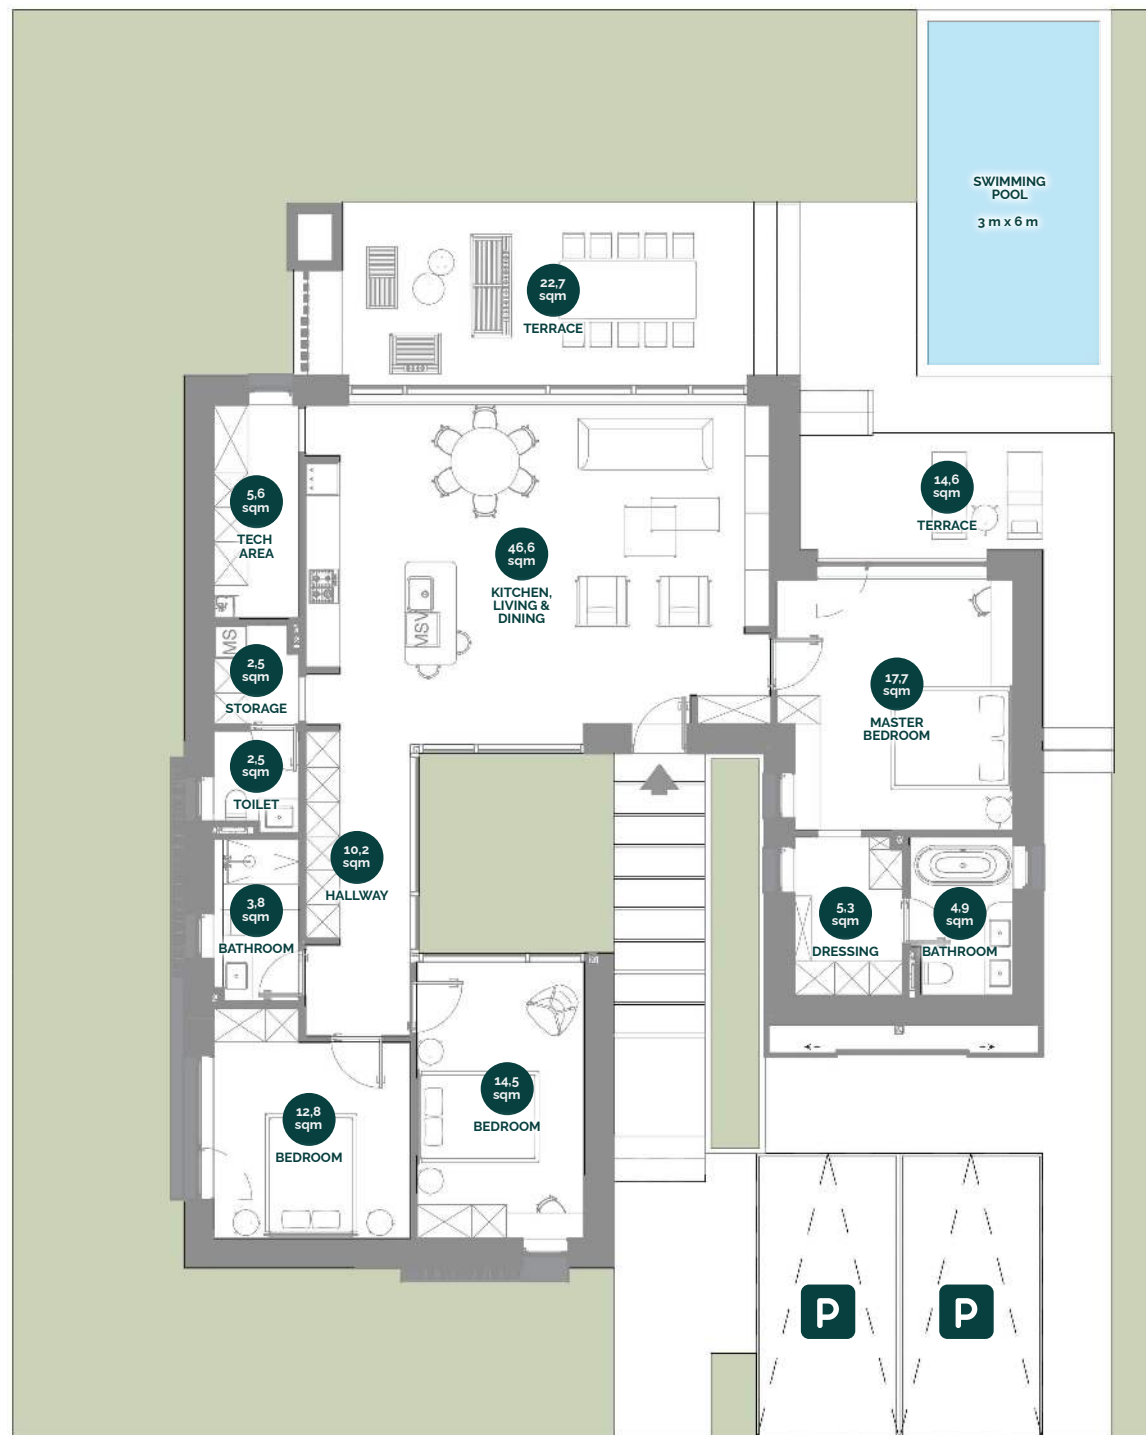 SWIMMING
POOL
3 m x 6 m
22,7
sqm
TERRACE
14,6
sqm
TERRACE
5,6
sqm
TECH
AREA
46,6
sqm
KITCHEN,
LIVING &
DINING
MSV
MS
2,5
sqm
STORAGE
17,7
sqm
MASTER
BEDROOM
2,5
sqm
TOILET
10,2
sqm
HALLWAY
3,8
sqm
BATHROOM
5,3
sqm
DRESSING
4,9
sqm
BATHROOM
14,5
sqm
BEDROOM
12,8
sqm
BEDROOM
P
P